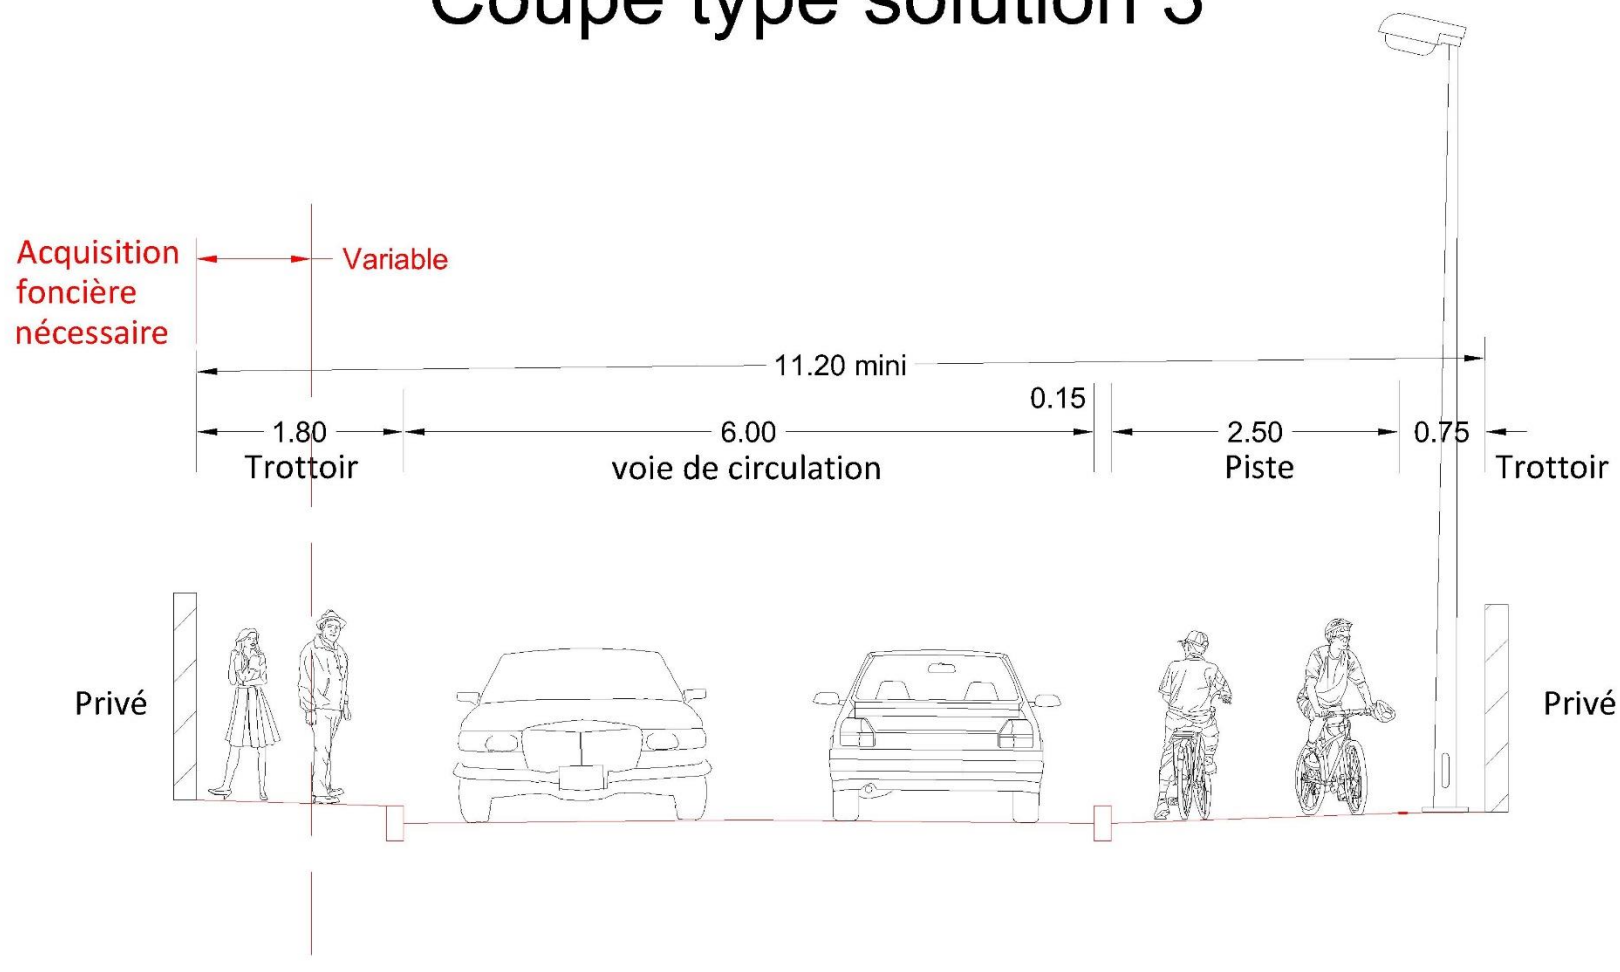 Coupe type solution 3
Acquisition
foncière
nécessaire
Variable
11.20 mini
0.15
1.80
6.00
2.50
0.75
Trottoir
voie de circulation
Piste
Trottoir
Privé
Privé